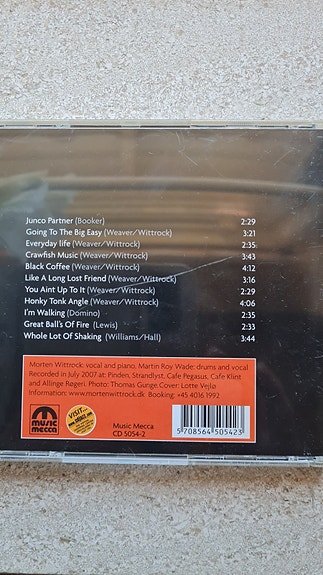 Junco Partner (Booker) 2:29
Going To The Big Easy (Weaver/Wittrock) 3:21
Everyday life (Weaver/Wittrock) 2:35
Crawfish Music (Weaver/Wittrock) 3:43
Black Coffee (Weaver/Wittrock) 4:12
Like A Long Lost Friend (Weaver/Wittrock) 3:16
You Aint Up To It (Weaver/Wittrock) 2:29
Honky Tonk Angle (Weaver/Wittrock) 4:06
I'm Walking (Domino) 2:35
Great Ball's Of Fire (Lewis) 2:33
Whole Lot Of Shaking (Williams/Hall) 3:44
Morten Wittrock: vocal and piano, Martin Roy Wade: drums and vocal
Recorded in July 2007 at: Pinden, Strandlyst, Cafe Pegasus, Cafe Klint
and Allinge Røgeri. Photo: Thomas Gunge Cover: Lotte Vejlø
Information: www.mortenwittrock.dk Booking: +45 4016 1992
music
mecca
VISIT...
Music Mecca
CD 5054-2
5 708564 505423